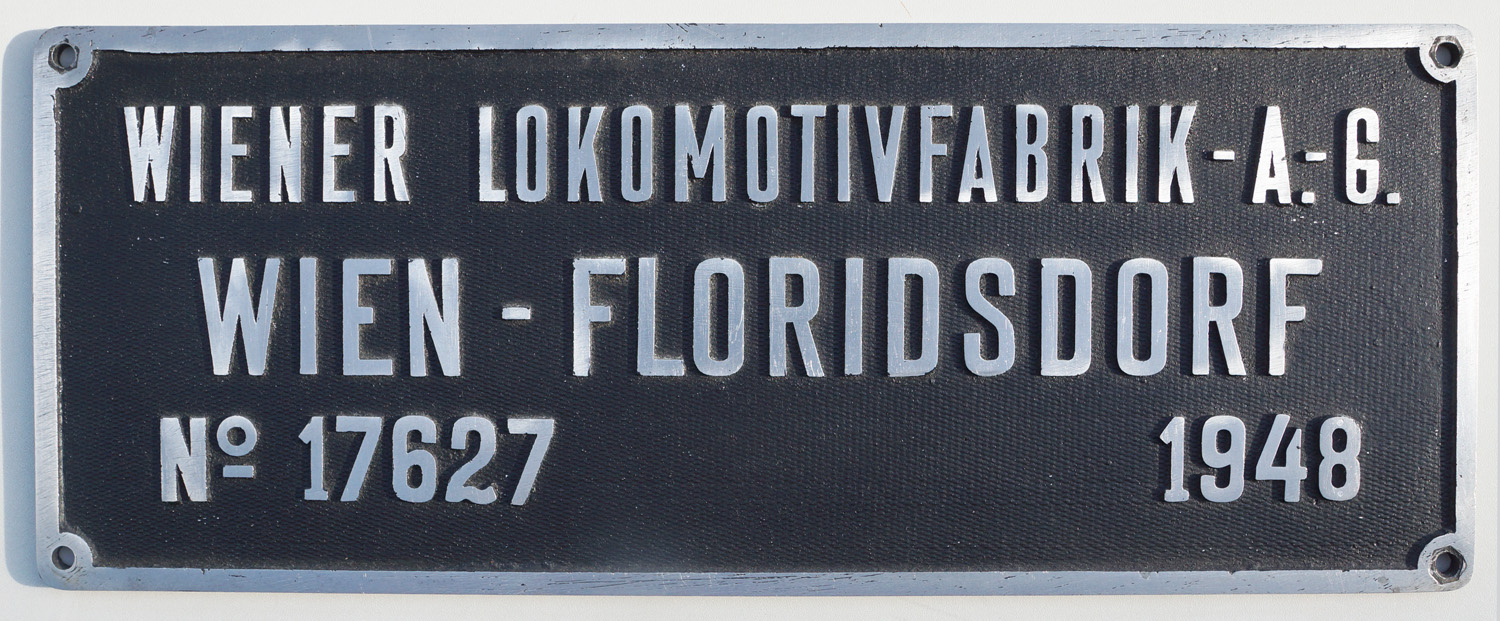 WIENER LOKOMOTIVFABRIK-A.-G.
WIEN - FLORIDSDORF
Nº 17627 1948